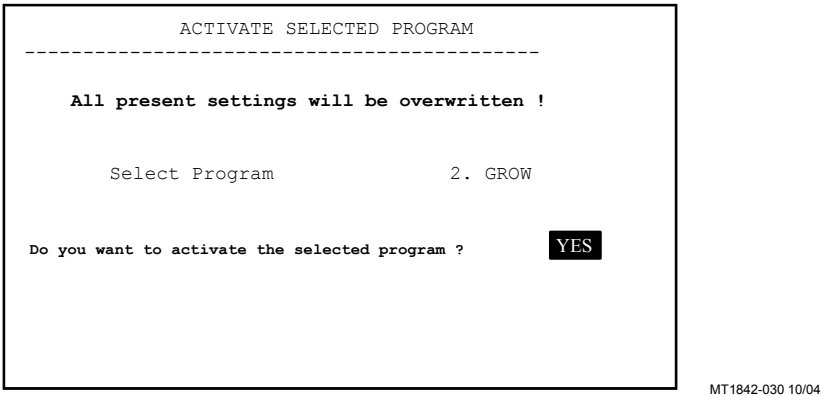 ACTIVATE SELECTED PROGRAM
--------------------------------------------
All present settings will be overwritten !
Select Program 2. GROW
Do you want to activate the selected program ? YES
MT1842-030 10/04